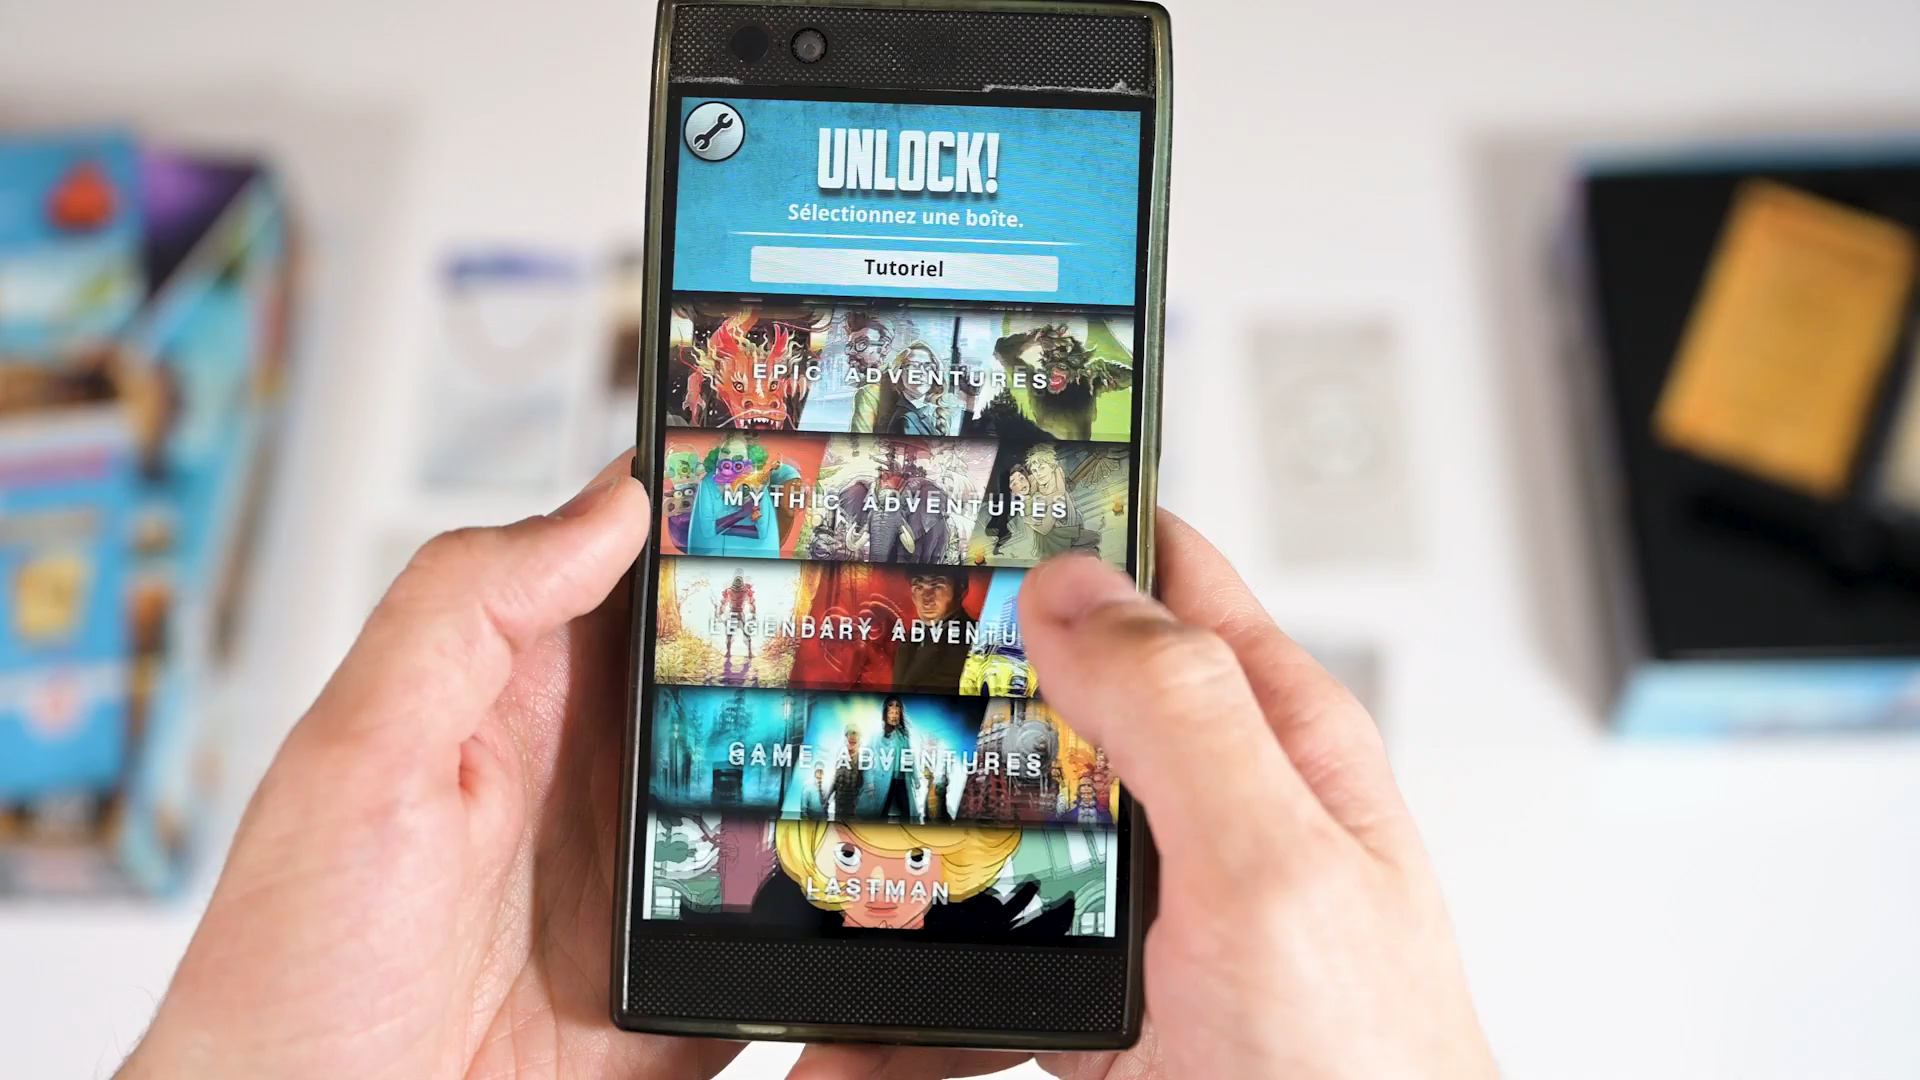 UNLOCK!
Sélectionnez une boîte.
Tutoriel
EPIC ADVENTURES
MYTHIC ADVENTURES
LEGENDARY ADVENTU
GAME ADVENTURES
LASTMAN